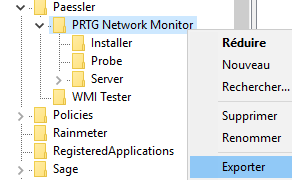 Paessler
PRTG Network Monitor
Installer
Probe
Server
WMI Tester
Policies
Rainmeter
RegisteredApplications
Sage
Réduire
Nouveau
Rechercher...
Supprimer
Renommer
Exporter